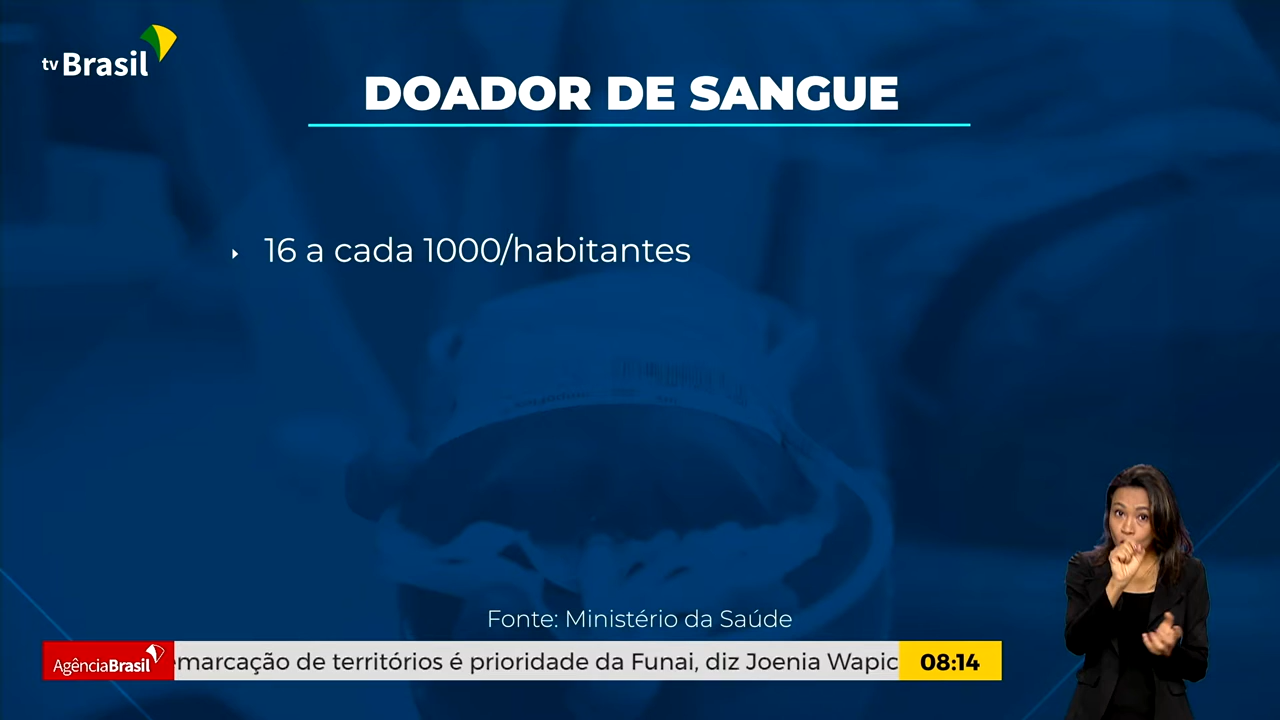 tv Brasil
DOADOR DE SANGUE
16 a cada 1000/habitantes
Fonte: Ministério da Saúde
AgênciaBrasil
emarcação de territórios é prioridade da Funai, diz Joenia Wapic
08:14